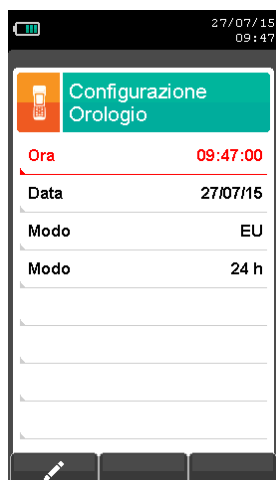 27/07/15
09:47
Configurazione
Orologio
Ora 09:47:00
Data 27/07/15
Modo EU
Modo 24 h